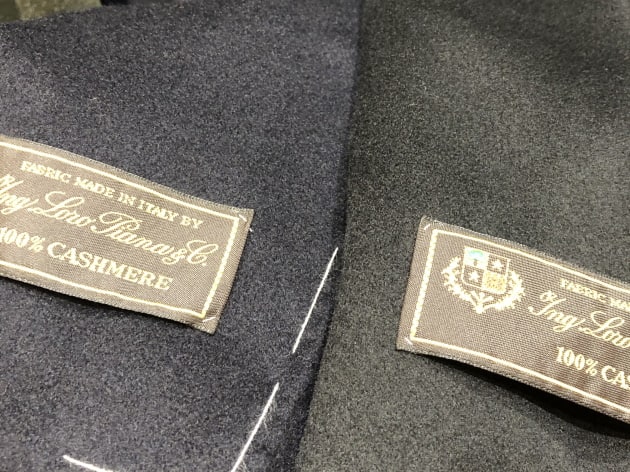 FABRIC MADE IN ITALY BY
Ing. Loro Piana & C.
100% CASHMERE
FABRIC MADE
Ing. Loro
100% CAS